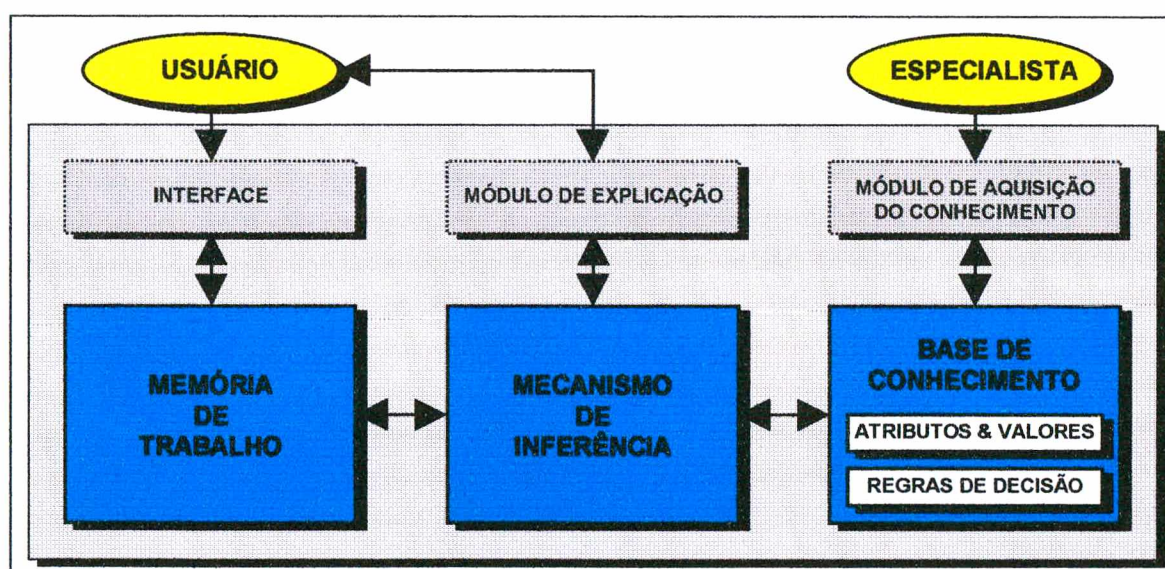 USUÁRIO
ESPECIALISTA
INTERFACE
MÓDULO DE EXPLICAÇÃO
MÓDULO DE AQUISIÇÃO
DO CONHECIMENTO
MEMÓRIA
DE
TRABALHO
MECANISMO
DE
INFERÊNCIA
BASE DE
CONHECIMENTO
ATRIBUTOS & VALORES
REGRAS DE DECISÃO